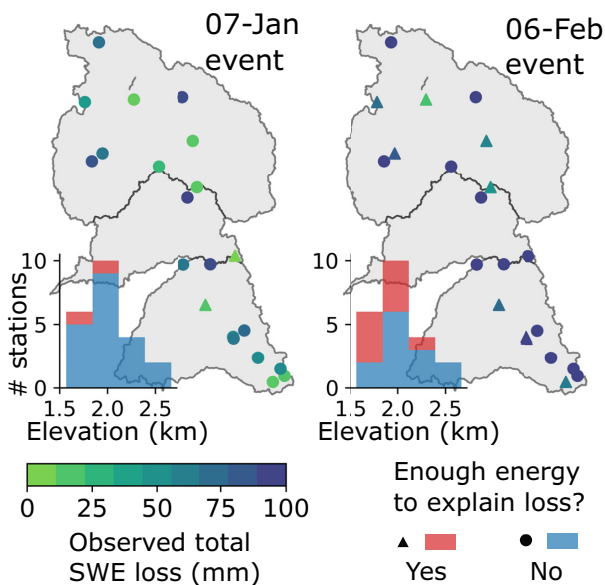 07-Jan
event
06-Feb
event
10
5
0
# stations
1.5 2.0 2.5
Elevation (km)
10
5
0
1.5 2.0 2.5
Elevation (km)
0 25 50 75 100
Observed total
SWE loss (mm)
Enough energy
to explain loss?
Yes No